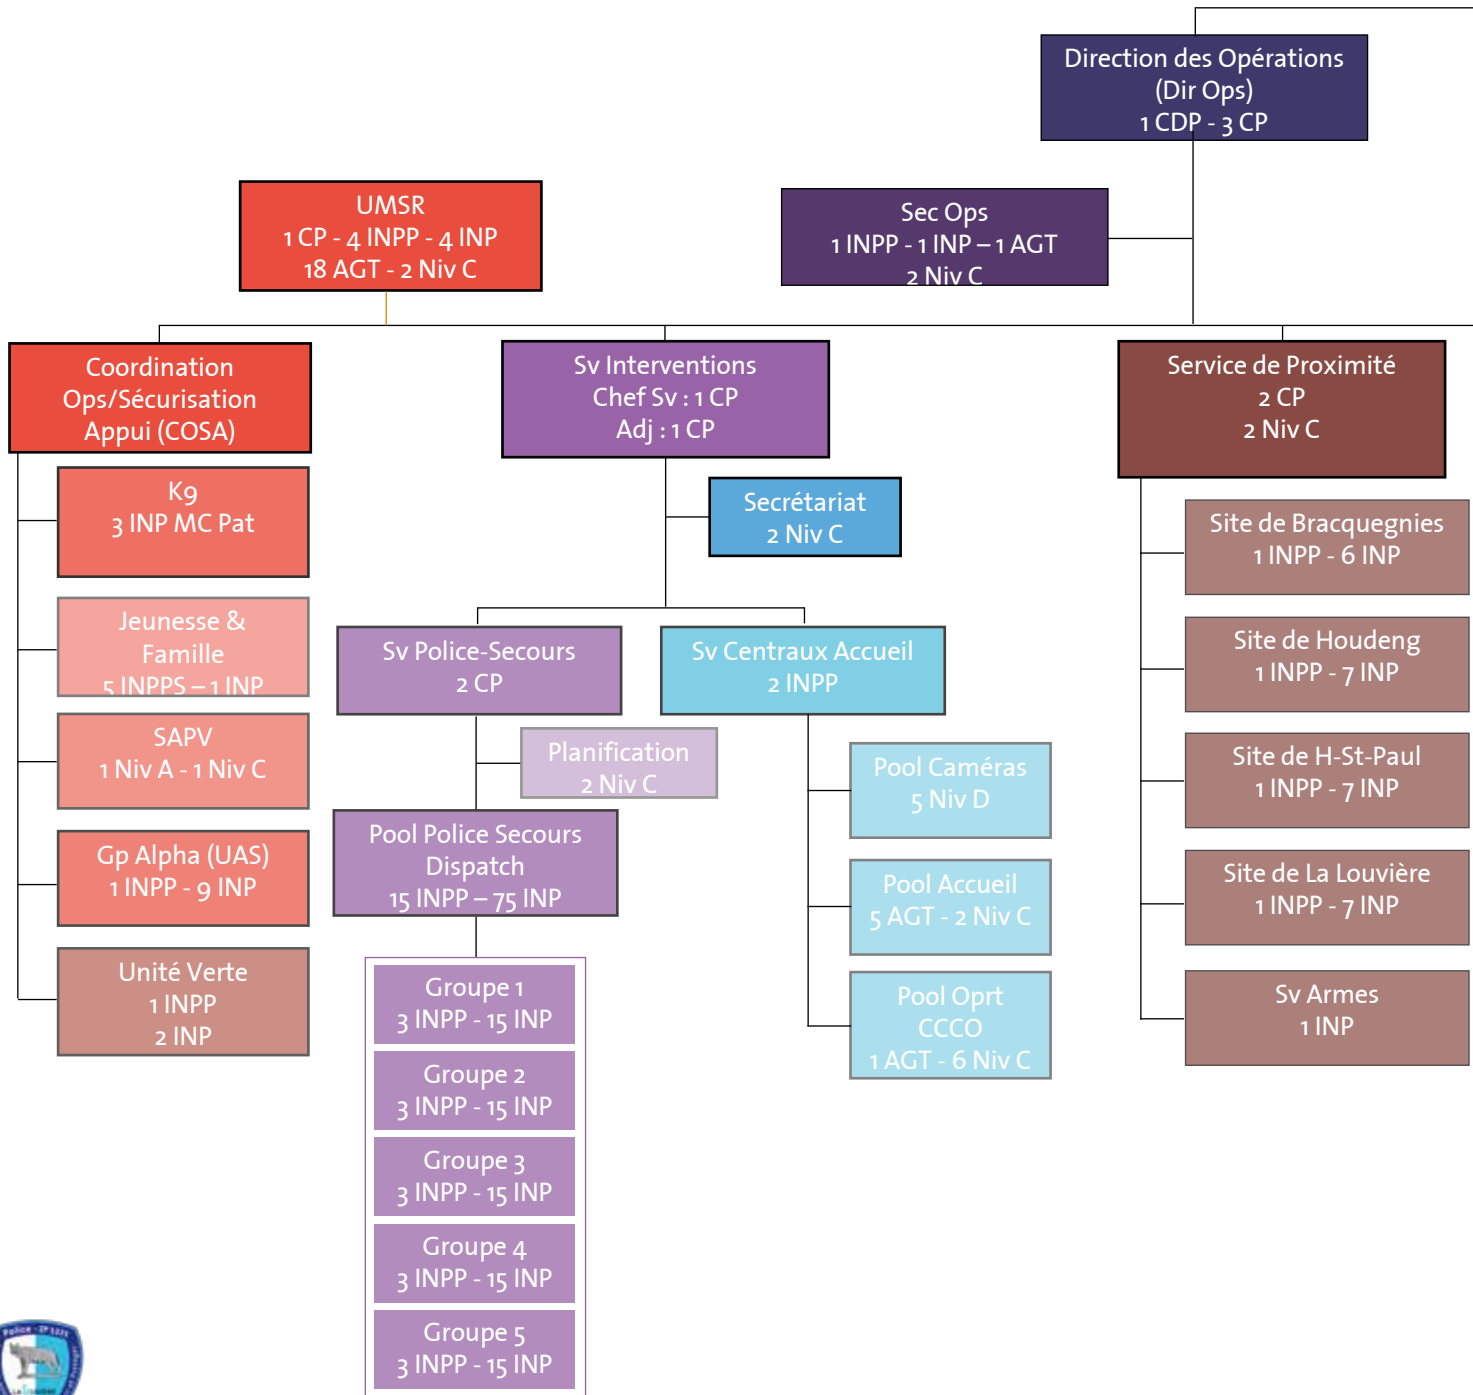 Direction des Opérations
(Dir Ops)
1 CDP - 3 CP
UMSR
1 CP - 4 INPP - 4 INP
18 AGT - 2 Niv C
Sec Ops
1 INPP - 1 INP – 1 AGT
2 Niv C
Coordination
Ops/Sécurisation
Appui (COSA)
K9
3 INP MC Pat
Jeunesse &
Famille
5 INPPS – 1 INP
SAPV
1 Niv A - 1 Niv C
Gp Alpha (UAS)
1 INPP - 9 INP
Unité Verte
1 INPP
2 INP
Sv Interventions
Chef Sv : 1 CP
Adj : 1 CP
Secrétariat
2 Niv C
Sv Police-Secours
2 CP
Planification
2 Niv C
Pool Police Secours
Dispatch
15 INPP – 75 INP
Groupe 1
3 INPP - 15 INP
Groupe 2
3 INPP - 15 INP
Groupe 3
3 INPP - 15 INP
Groupe 4
3 INPP - 15 INP
Groupe 5
3 INPP - 15 INP
Sv Centraux Accueil
2 INPP
Pool Caméras
5 Niv D
Pool Accueil
5 AGT - 2 Niv C
Pool Oprt
CCCO
1 AGT - 6 Niv C
Service de Proximité
2 CP
2 Niv C
Site de Bracquegnies
1 INPP - 6 INP
Site de Houdeng
1 INPP - 7 INP
Site de H-St-Paul
1 INPP - 7 INP
Site de La Louvière
1 INPP - 7 INP
Sv Armes
1 INP